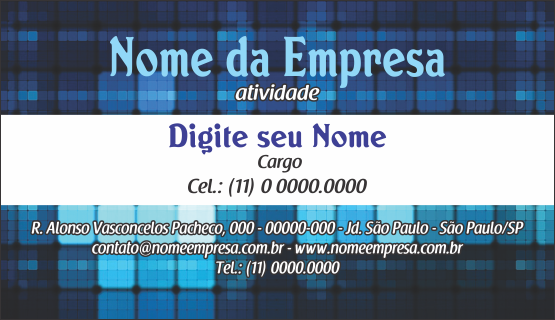 Nome da Empresa
atividade
Digite seu Nome
Cargo
Cel.: (11) 0 0000.0000
R. Alonso Vasconcelos Pacheco, 000 - 00000-000 - Jd. São Paulo - São Paulo/SP
contato@nomeempresa.com.br - www.nomeempresa.com.br
Tel.: (11) 0000.0000